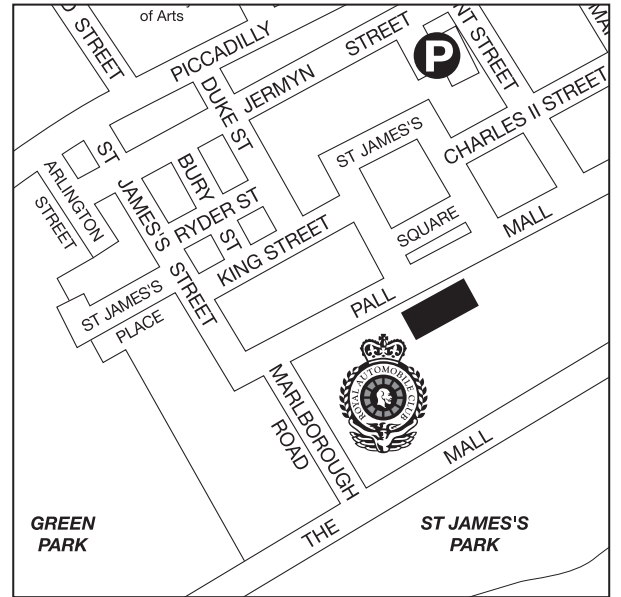 of Arts
O STREET
PICCADILLY
JERMYN STREET
P
NT STREET
MA
DUKE ST
CHARLES II STREET
ST JAMES'S
SQUARE
ARLINGTON
STREET
ST JAMES'S STREET
BURY ST
RYDER ST
KING STREET
PALL MALL
ST JAMES'S
PLACE
ROYAL AUTOMOBILE CLUB
MARLBOROUGH
ROAD
THE MALL
GREEN
PARK
ST JAMES'S
PARK